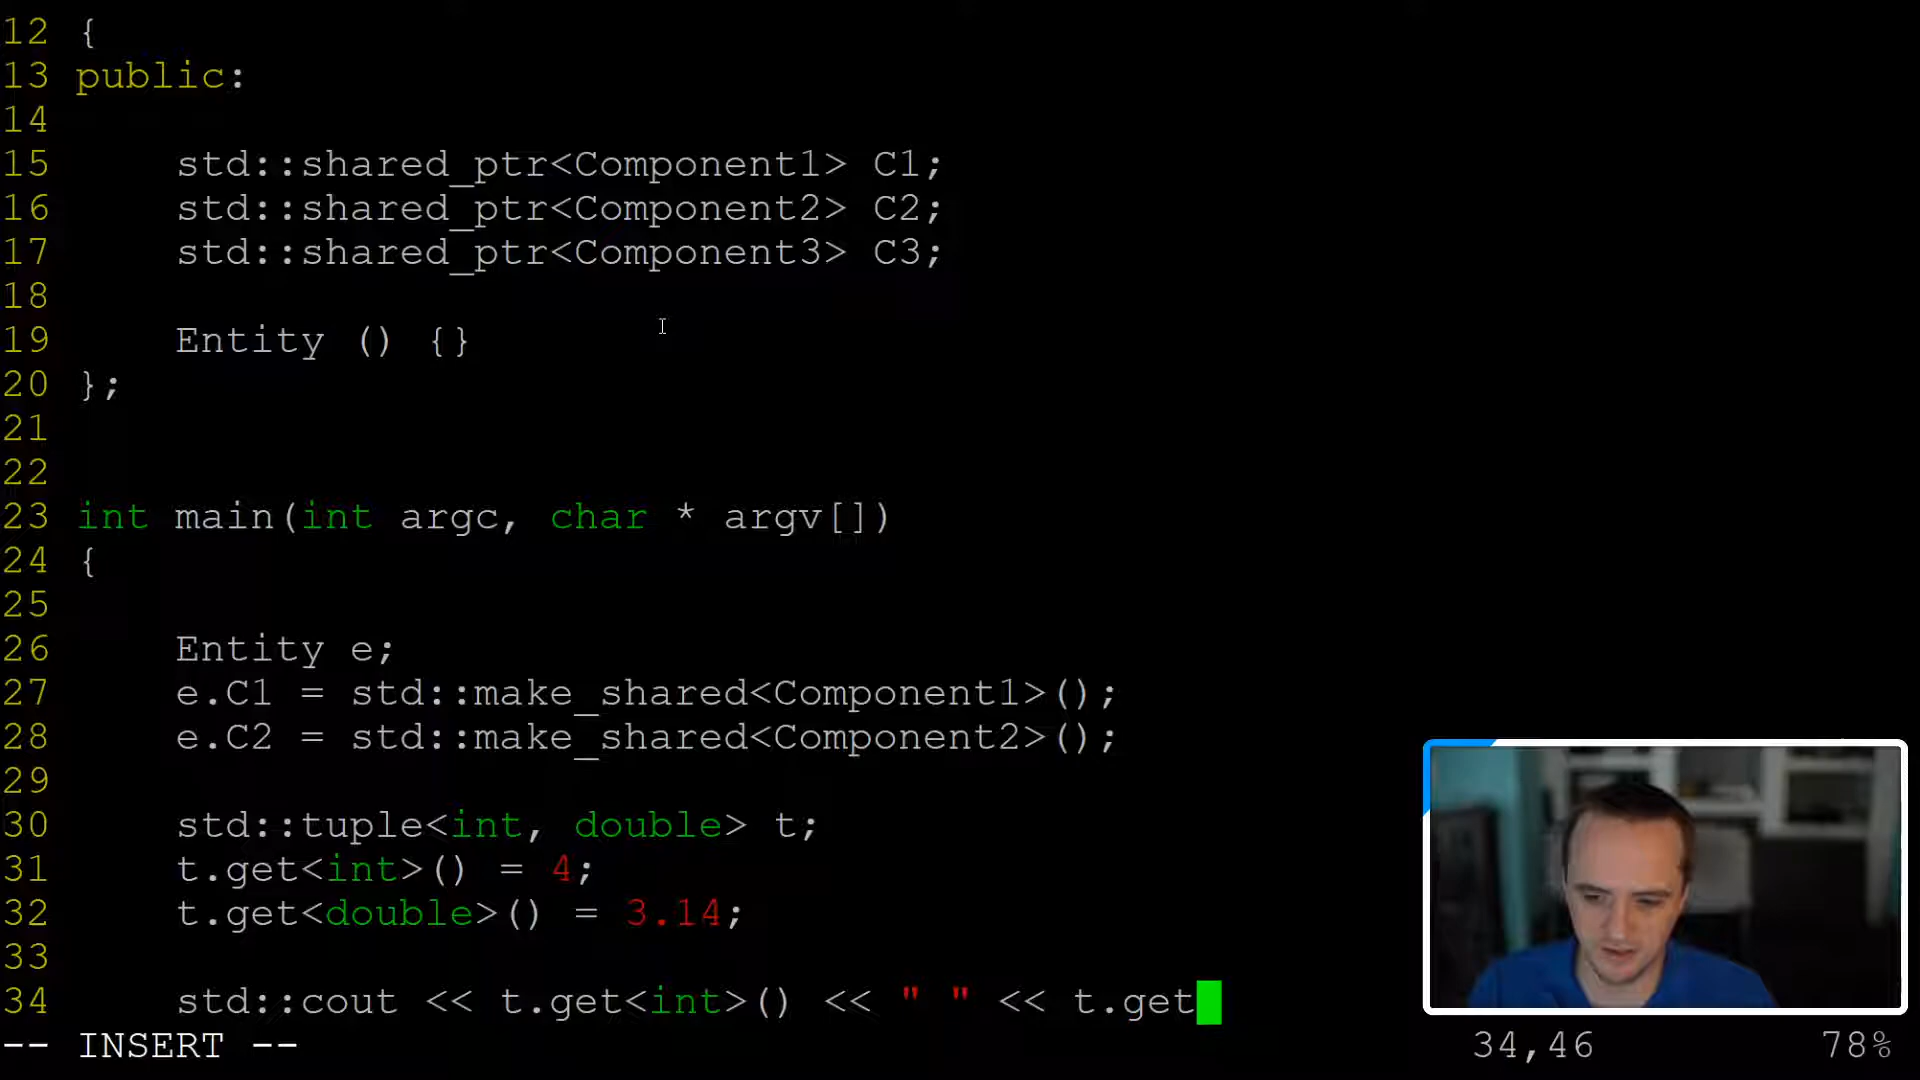 12 {
13 public:
14
15     std::shared_ptr<Component1> C1;
16     std::shared_ptr<Component2> C2;
17     std::shared_ptr<Component3> C3;
18
19     Entity () {}
20 };
21
22
23 int main(int argc, char * argv[])
24 {
25
26     Entity e;
27     e.C1 = std::make_shared<Component1>();
28     e.C2 = std::make_shared<Component2>();
29
30     std::tuple<int, double> t;
31     t.get<int>() = 4;
32     t.get<double>() = 3.14;
33
34     std::cout << t.get<int>() << " " << t.get
-- INSERT -- 34,46 78%